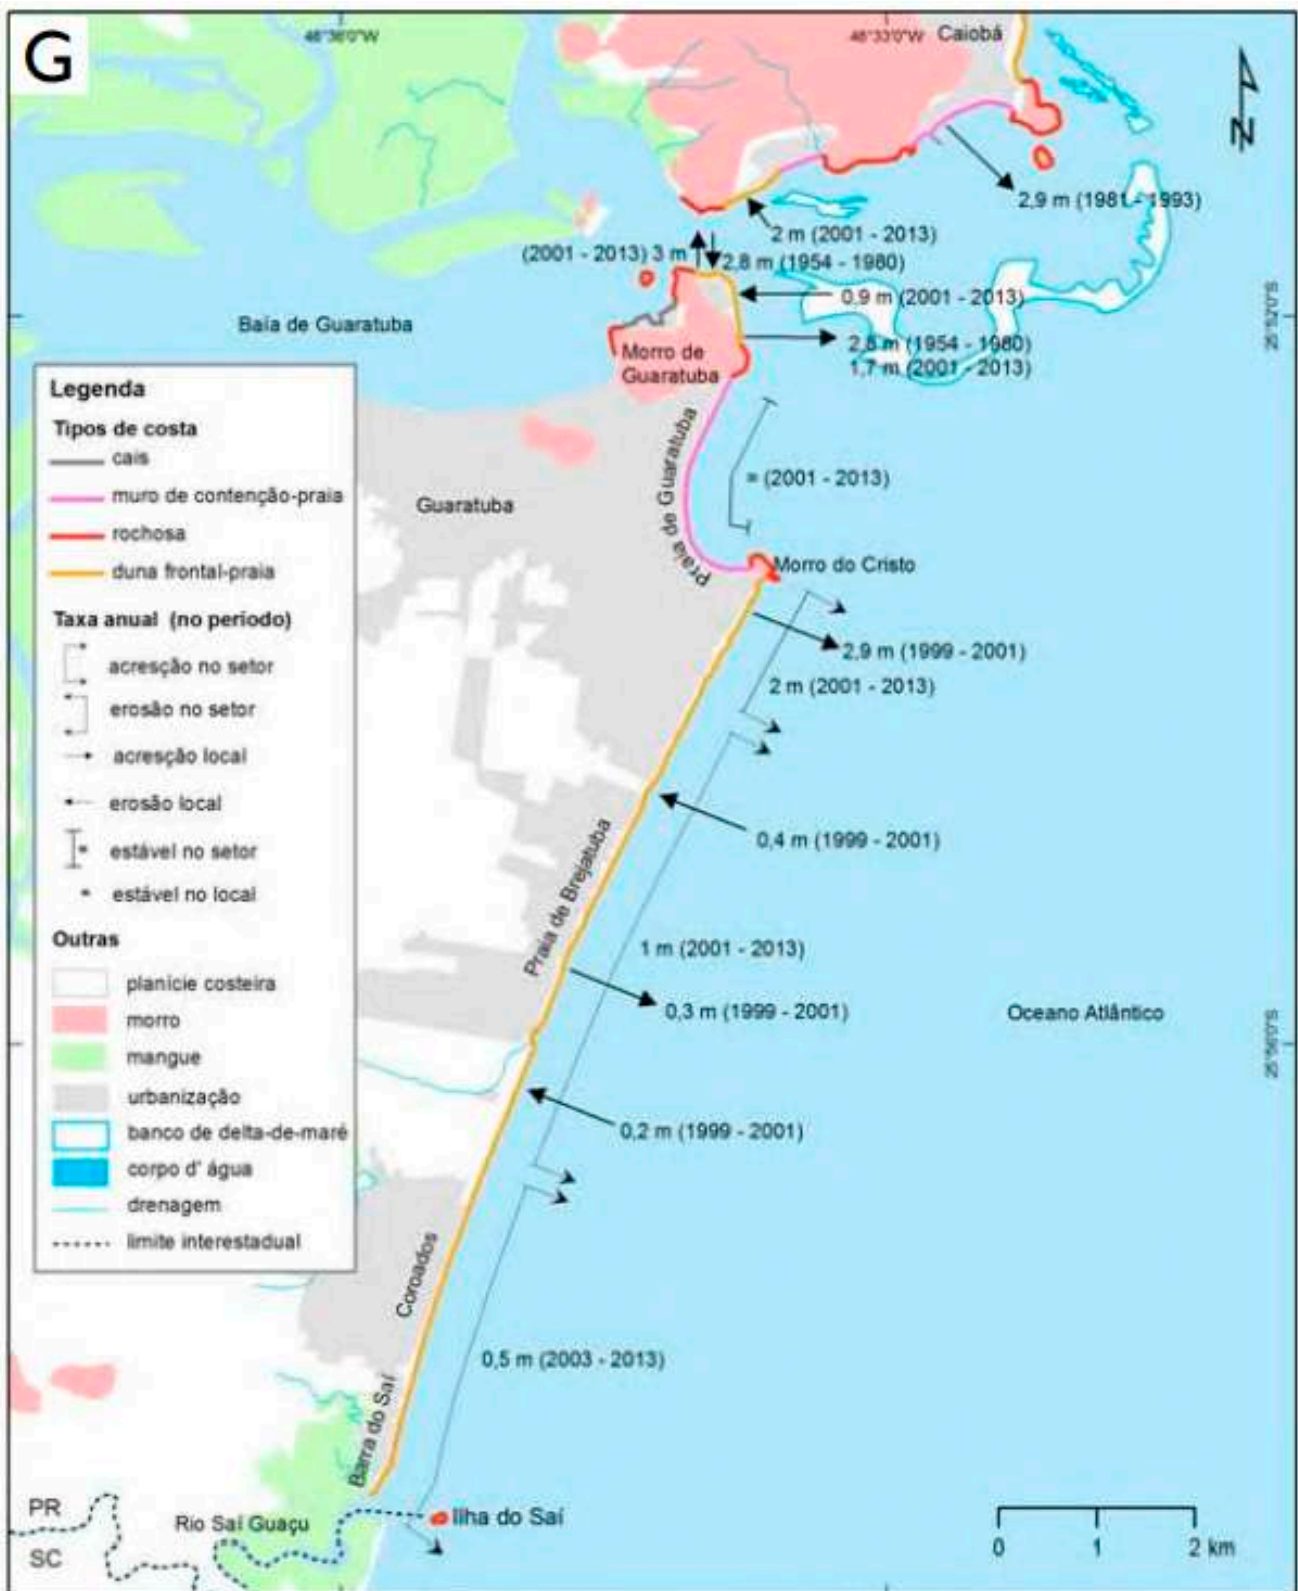 G
48°36'0"W
48°33'0"W
Caiobá
N
2,9 m (1981 - 1993)
2 m (2001 - 2013)
(2001 - 2013) 3 m
2,8 m (1954 - 1980)
0,9 m (2001 - 2013)
25°52'0"S
Baía de Guaratuba
2,8 m (1954 - 1980)
1,7 m (2001 - 2013)
Morro de
Guaratuba
praia de Guaratuba
= (2001 - 2013)
Guaratuba
Morro do Cristo
2,9 m (1999 - 2001)
2 m (2001 - 2013)
0,4 m (1999 - 2001)
Praia de Brejatuba
1 m (2001 - 2013)
0,3 m (1999 - 2001)
Oceano Atlântico
25°56'0"S
0,2 m (1999 - 2001)
Coroados
0,5 m (2003 - 2013)
Barra do Saí
Ilha do Saí
Rio Saí Guaçu
PR
SC
0 1 2 km
Legenda
Tipos de costa
cais
muro de contenção-praia
rochosa
duna frontal-praia
Taxa anual (no período)
acresção no setor
erosão no setor
acresção local
erosão local
= estável no setor
= estável no local
Outras
planície costeira
morro
mangue
urbanização
banco de delta-de-maré
corpo d' água
drenagem
limite interestadual